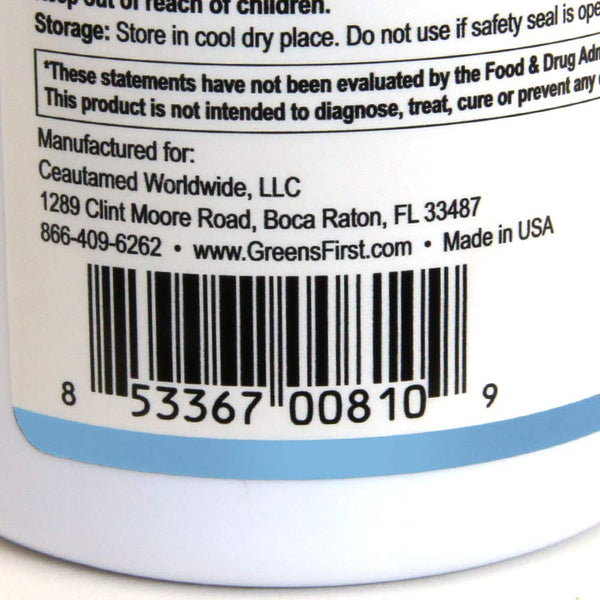 out of reach of children.
Storage: Store in cool dry place. Do not use if safety seal is
*These statements have not been evaluated by the Food & Drug
This product is not intended to diagnose, treat, cure or prevent any
Manufactured for:
Ceautamed Worldwide, LLC
1289 Clint Moore Road, Boca Raton, FL 33487
866-409-6262 • www.GreensFirst.com • Made in USA
8 53367 00810 9